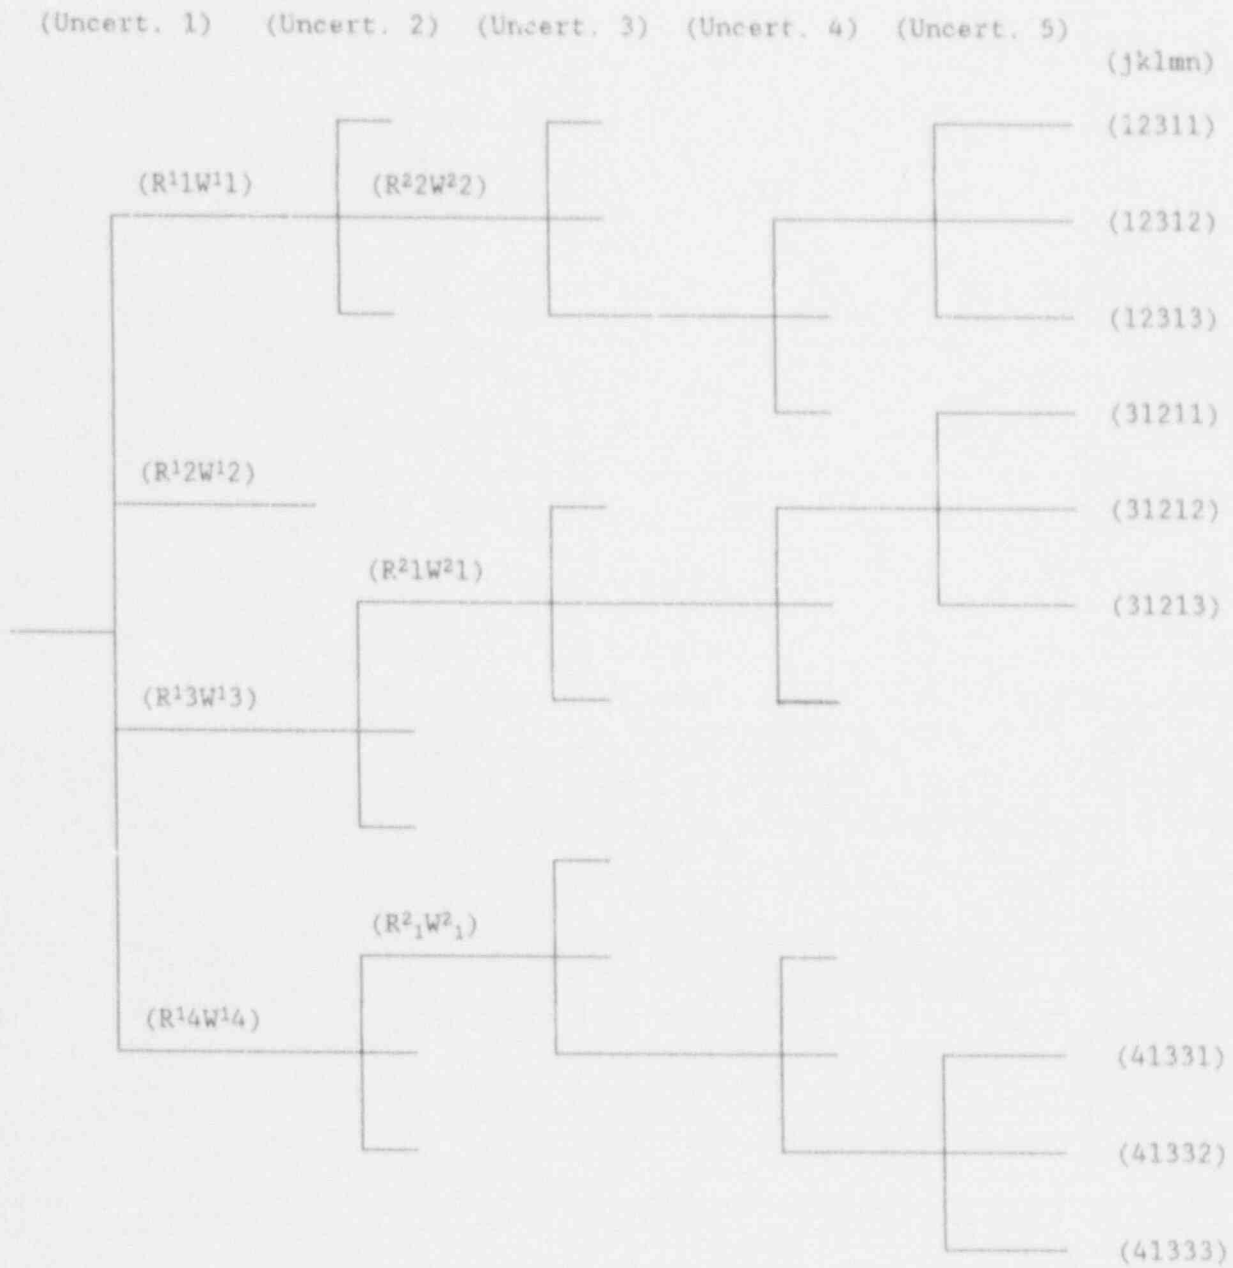 (Uncert. 1) (Uncert. 2) (Uncert. 3) (Uncert. 4) (Uncert. 5)
(jklmn)
(12311)
(R¹1W¹1) (R²2W²2)
(12312)
(12313)
(31211)
(R¹2W¹2)
(31212)
(R²1W²1)
(31213)
(R¹3W¹3)
(R²₁W²₁)
(R¹4W¹4)
(41331)
(41332)
(41333)